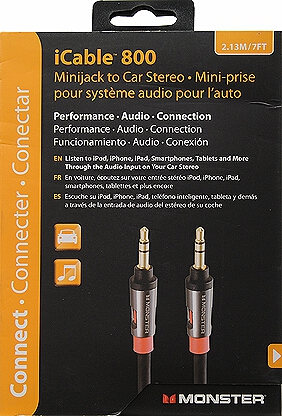 iCable™ 800
2.13M/7FT
Minijack to Car Stereo • Mini-prise
pour système audio pour l'auto
Performance • Audio • Connection
Performance • Audio • Connection
Funcionamiento • Audio • Conexión
EN Listen to iPod, iPhone, iPad, Smartphones, Tablets and More
Through the Audio Input on Your Car Stereo
FR En voiture, écoutez sur votre entrée stéréo iPod, iPhone, iPad,
smartphones, tablettes et plus encore
ES Escuche su iPod, iPhone, iPad, teléfono inteligente, tableta y demás
a través de la entrada de audio del estéreo de su coche
Connect • Connecter • Conectar
MONSTER
MONSTER
MONSTER